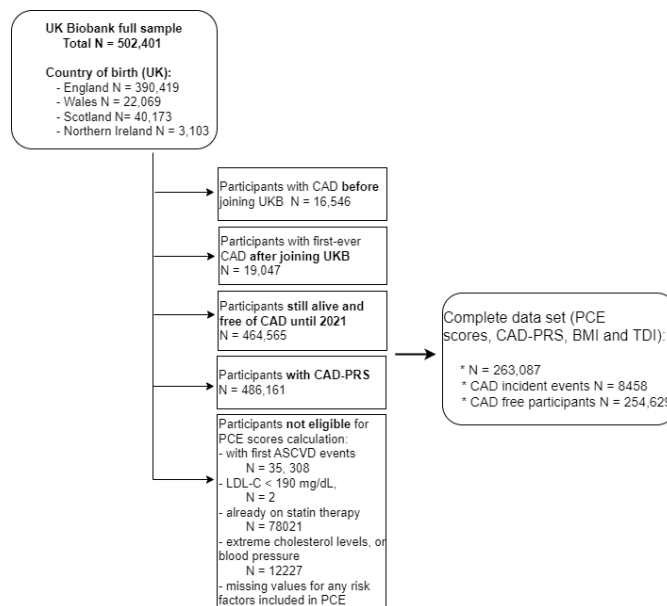 UK Biobank full sample
Total N = 502,401
Country of birth (UK):
- England N = 390,419
- Wales N = 22,069
- Scotland N= 40,173
- Northern Ireland N = 3,103
Participants with CAD before
joining UKB N = 16,546
Participants with first-ever
CAD after joining UKB
N = 19,047
Participants still alive and
free of CAD until 2021
N = 464,565
Participants with CAD-PRS
N = 486,161
Participants not eligible for
PCE scores calculation:
- with first ASCVD events
N = 35, 308
- LDL-C < 190 mg/dL,
N = 2
- already on statin therapy
N = 78021
- extreme cholesterol levels, or
blood pressure
N = 12227
- missing values for any risk
factors included in PCE
Complete data set (PCE
scores, CAD-PRS, BMI and TDI):
* N = 263,087
* CAD incident events = 8458
* CAD free participants N = 254,629